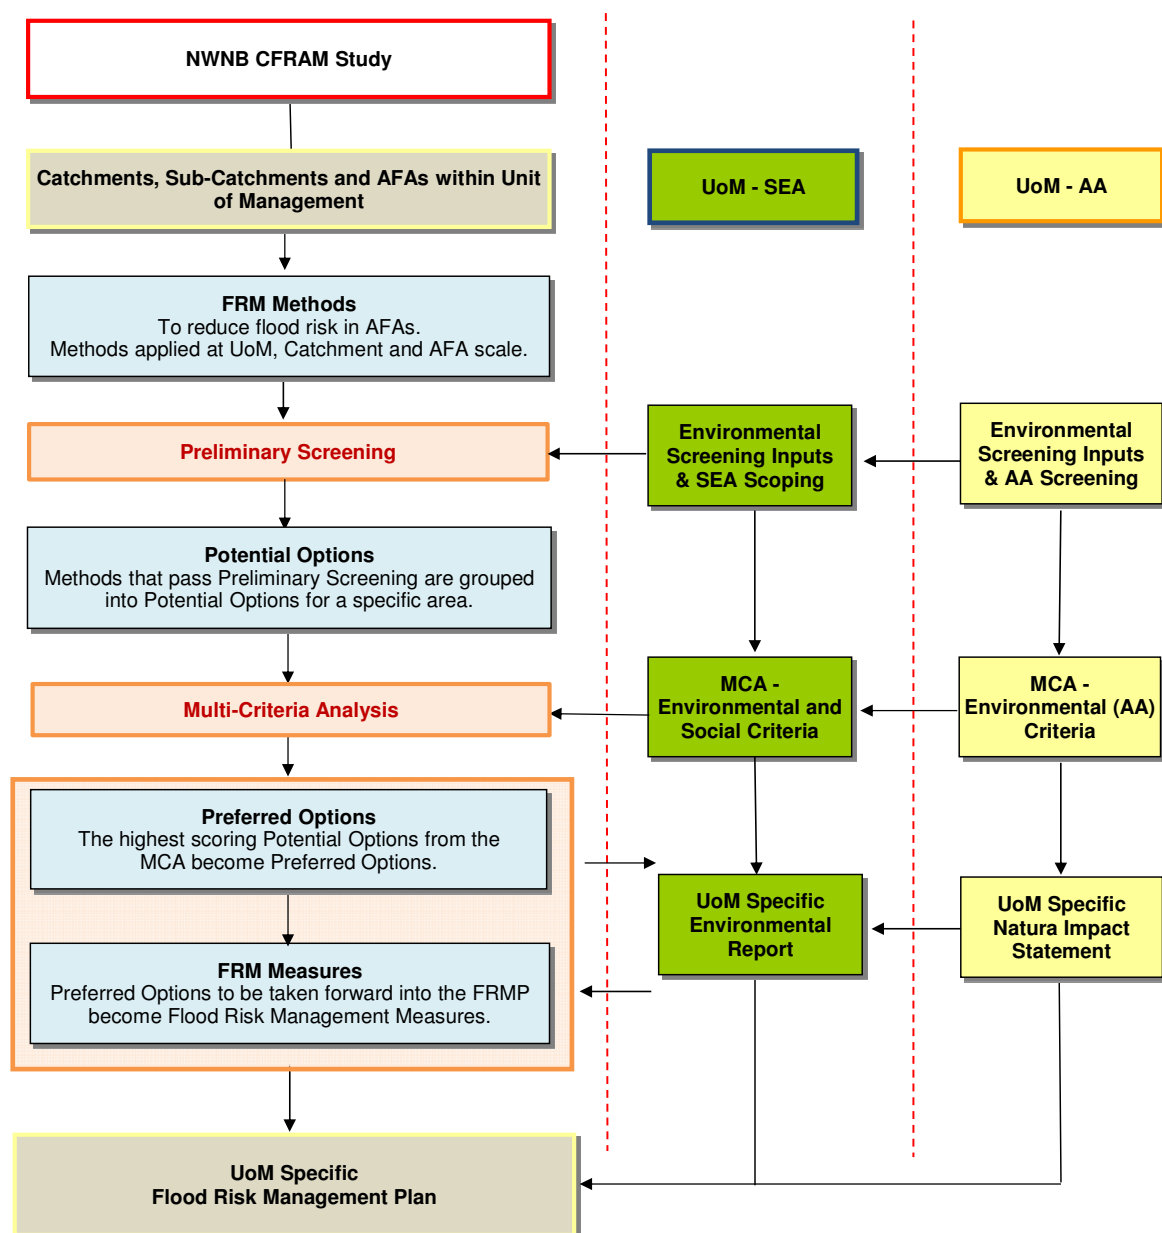 NWNB CFRAM Study
Catchments, Sub-Catchments and AFAs within Unit
of Management
UoM - SEA
UoM - AA
FRM Methods
To reduce flood risk in AFAs.
Methods applied at UoM, Catchment and AFA scale.
Preliminary Screening
Environmental
Screening Inputs
& SEA Scoping
Environmental
Screening Inputs
& AA Screening
Potential Options
Methods that pass Preliminary Screening are grouped
into Potential Options for a specific area.
Multi-Criteria Analysis
MCA -
Environmental and
Social Criteria
MCA -
Environmental (AA)
Criteria
Preferred Options
The highest scoring Potential Options from the
MCA become Preferred Options.
UoM Specific
Environmental
Report
UoM Specific
Natura Impact
Statement
FRM Measures
Preferred Options to be taken forward into the FRMP
become Flood Risk Management Measures.
UoM Specific
Flood Risk Management Plan